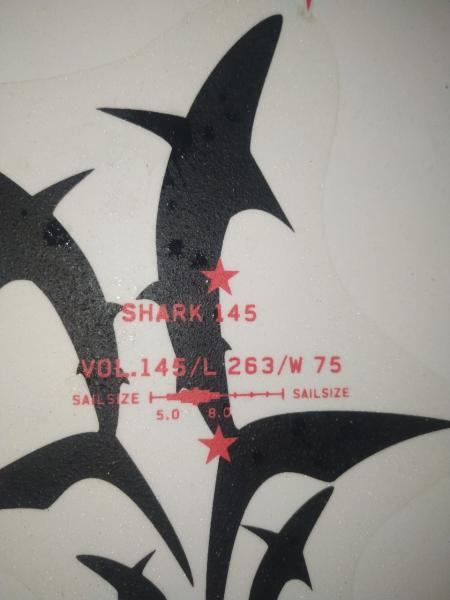 SHARK 145
VOL.145/L 263/W 75
SAILSIZE SAILSIZE
5.0 8.0